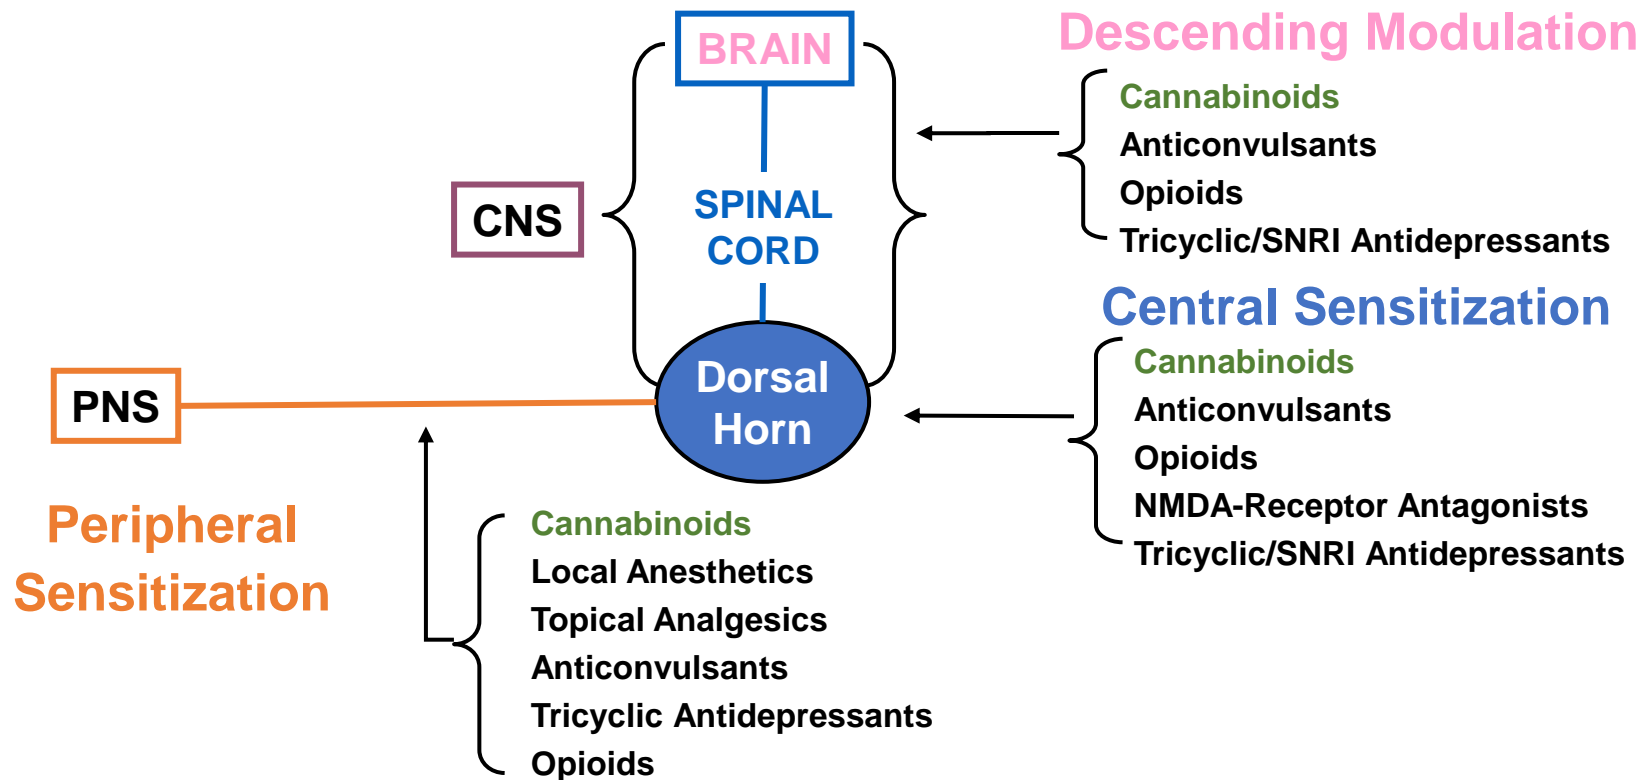 BRAIN
SPINAL
CORD
CNS
Dorsal
Horn
PNS
Descending Modulation
Cannabinoids
Anticonvulsants
Opioids
Tricyclic/SNRI Antidepressants
Central Sensitization
Cannabinoids
Anticonvulsants
Opioids
NMDA-Receptor Antagonists
Tricyclic/SNRI Antidepressants
Peripheral
Sensitization
Cannabinoids
Local Anesthetics
Topical Analgesics
Anticonvulsants
Tricyclic Antidepressants
Opioids